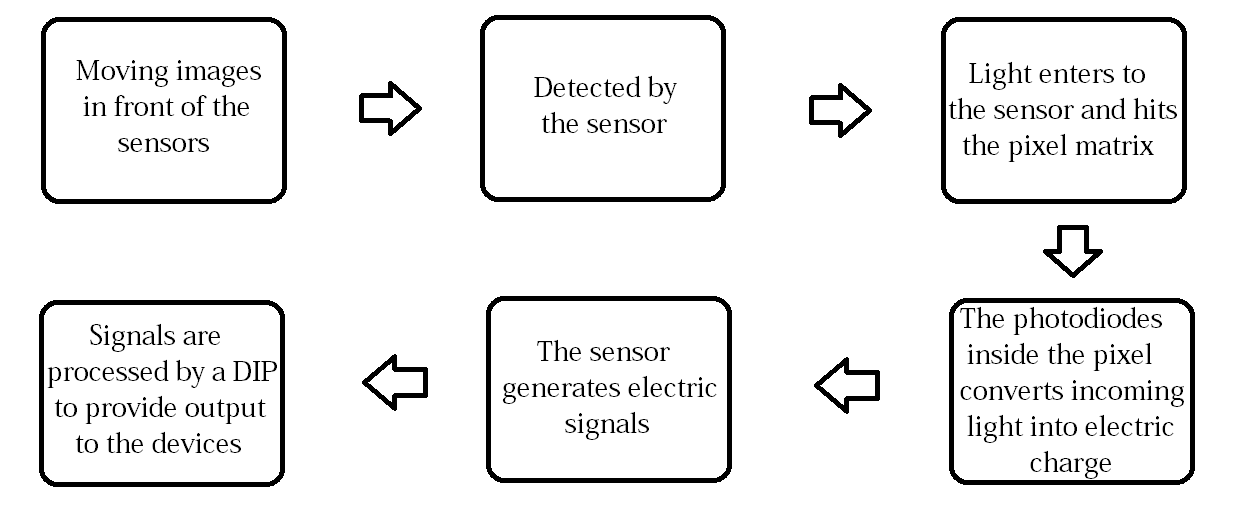 Moving images
in front of the
sensors
Detected by
the sensor
Light enters to
the sensor and hits
the pixel matrix
The photodiodes
inside the pixel
converts incoming
light into electric
charge
The sensor
generates electric
signals
Signals are
processed by a DIP
to provide output
to the devices